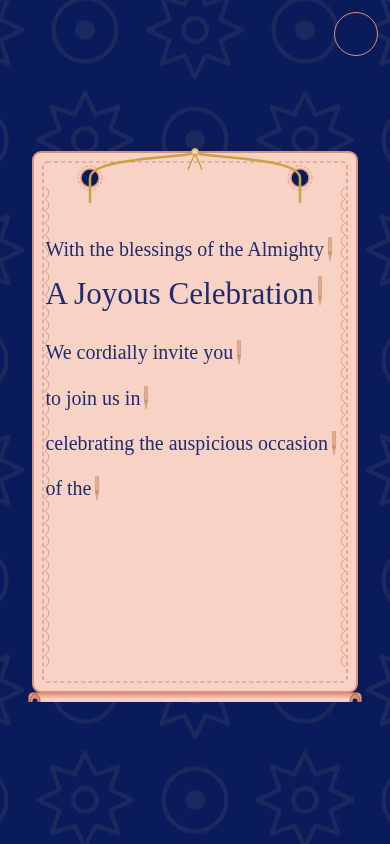 With the blessings of the Almighty
A Joyous Celebration
We cordially invite you
to join us in
celebrating the auspicious occasion
of the